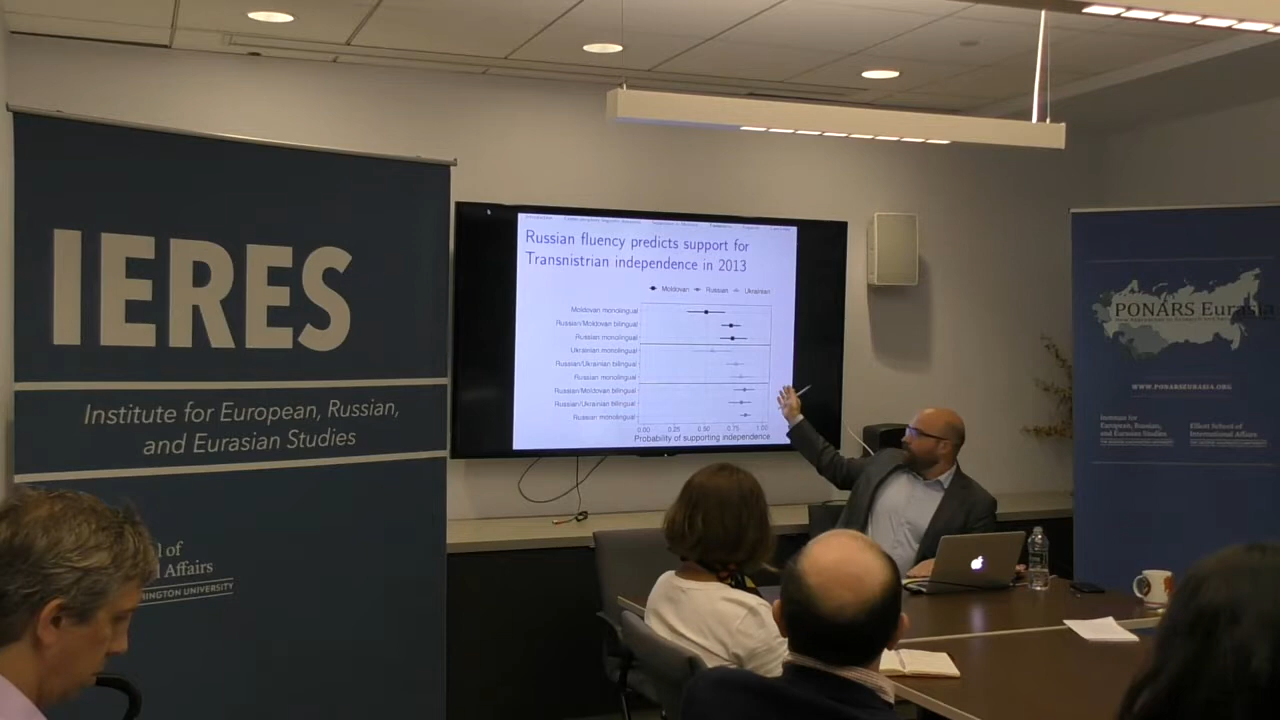 IERES
Institute for European, Russian,
and Eurasian Studies
l of
l Affairs
HINGTON UNIVERSITY
Russian fluency predicts support for
Transnistrian independence in 2013
Moldovan Russian Ukrainian
Moldovan monolingual
Russian/Moldovan bilingual
Russian monolingual
Ukrainian monolingual
Russian/Ukrainian bilingual
Russian monolingual
Russian/Moldovan bilingual
Russian/Ukrainian bilingual
Russian monolingual
0.00 0.25 0.50 0.75 1.00
Probability of supporting independence
PONARS Eurasia
WWW.PONARSEURASIA.ORG
Institute for
European, Russian,
and Eurasian Studies
Elliott School of
International Affairs